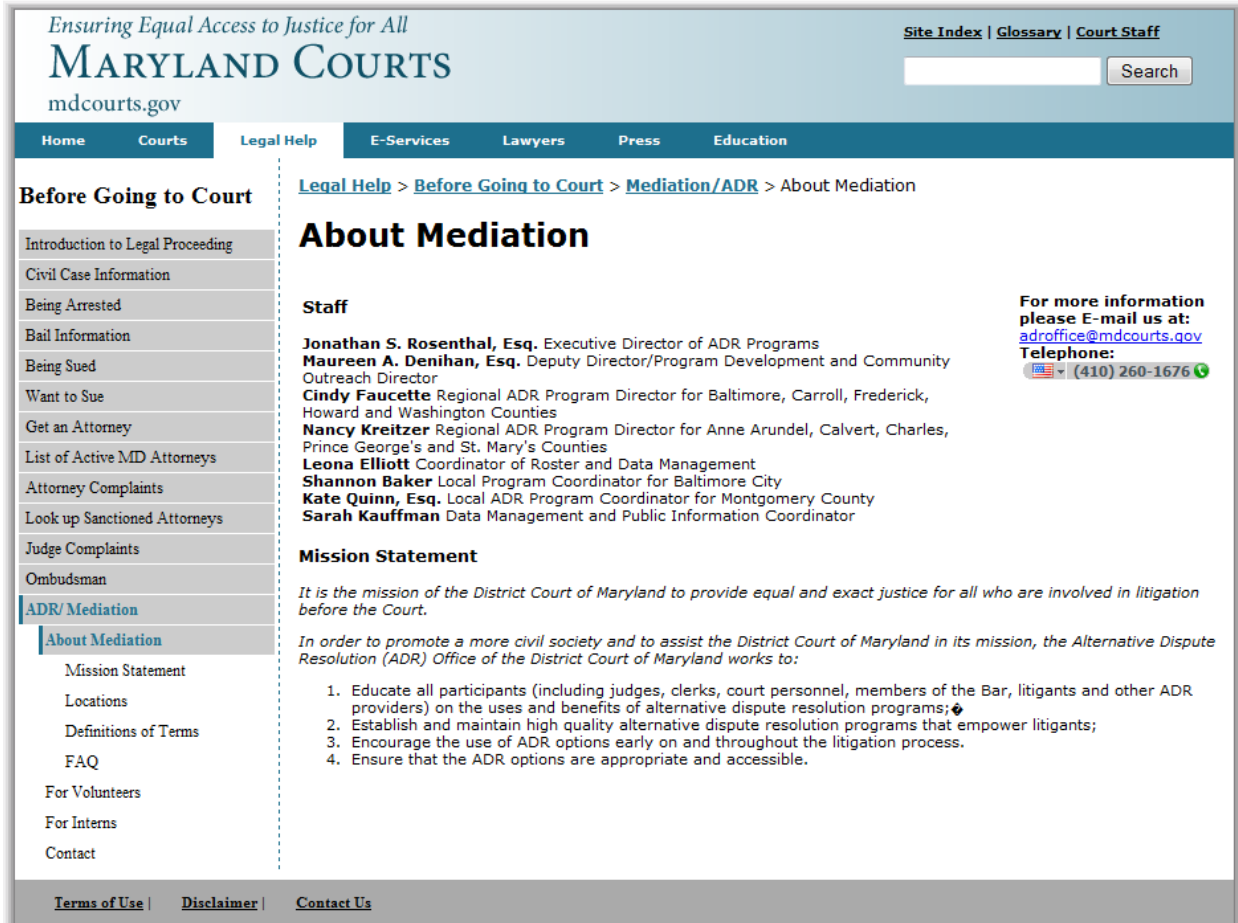 Ensuring Equal Access to Justice for All
MARYLAND COURTS
mdcourts.gov
Site Index | Glossary | Court Staff
Search
Home Courts Legal Help E-Services Lawyers Press Education
Before Going to Court
Introduction to Legal Proceeding
Civil Case Information
Being Arrested
Bail Information
Being Sued
Want to Sue
Get an Attorney
List of Active MD Attorneys
Attorney Complaints
Look up Sanctioned Attorneys
Judge Complaints
Ombudsman
ADR/ Mediation
About Mediation
Mission Statement
Locations
Definitions of Terms
FAQ
For Volunteers
For Interns
Contact
Legal Help > Before Going to Court > Mediation/ADR > About Mediation
About Mediation
Staff
Jonathan S. Rosenthal, Esq. Executive Director of ADR Programs
Maureen A. Denihan, Esq. Deputy Director/Program Development and Community
Outreach Director
Cindy Faucette Regional ADR Program Director for Baltimore, Carroll, Frederick,
Howard and Washington Counties
Nancy Kreitzer Regional ADR Program Director for Anne Arundel, Calvert, Charles,
Prince George's and St. Mary's Counties
Leona Elliott Coordinator of Roster and Data Management
Shannon Baker Local Program Coordinator for Baltimore City
Kate Quinn, Esq. Local ADR Program Coordinator for Montgomery County
Sarah Kauffman Data Management and Public Information Coordinator
For more information
please E-mail us at:
adroffice@mdcourts.gov
Telephone:
(410) 260-1676
Mission Statement
It is the mission of the District Court of Maryland to provide equal and exact justice for all who are involved in litigation
before the Court.
In order to promote a more civil society and to assist the District Court of Maryland in its mission, the Alternative Dispute
Resolution (ADR) Office of the District Court of Maryland works to:
1. Educate all participants (including judges, clerks, court personnel, members of the Bar, litigants and other ADR
providers) on the uses and benefits of alternative dispute resolution programs;�
2. Establish and maintain high quality alternative dispute resolution programs that empower litigants;
3. Encourage the use of ADR options early on and throughout the litigation process.
4. Ensure that the ADR options are appropriate and accessible.
Terms of Use | Disclaimer | Contact Us